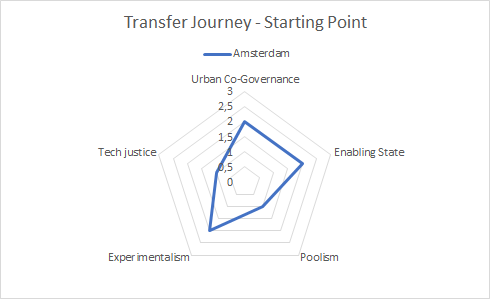 Transfer Journey - Starting Point
Amsterdam
Urban Co-Governance
3
2,5
2
1,5
1
0,5
0
Tech justice
Enabling State
Experimentalism
Poolism